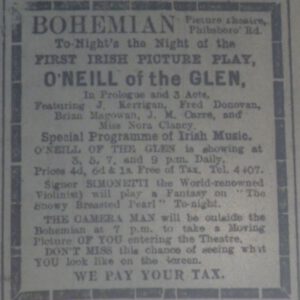 BOHEMIAN Picture theatre,
Phibsboro' Rd.
To-Night's the Night of the
FIRST IRISH PICTURE PLAY,
O'NEILL of the GLEN,
In Prologue and 3 Acts,
Featuring J. Kerrigan, Fred Donovan,
Brian Magowan, J. M. Carre, and
Miss Nora Clancy.
Special Programme of Irish Music.
O'NEILL OF THE GLEN is showing at
3, 5, 7, and 9 p.m. Daily.
Prices 4d, 6d & 1s Free of Tax. Tel. 4407.
Signor SIMONETTI the World-renowned
Violinist) will play a Fantasy on "The
Snowy Breasted Pearl" To-night.
THE CAMERA MAN will be outside the
Bohemian at 7 p.m. to take a Moving
Picture OF YOU entering the Theatre.
DON'T MISS this chance of seeing what
YOU look like on the screen.
WE PAY YOUR TAX.